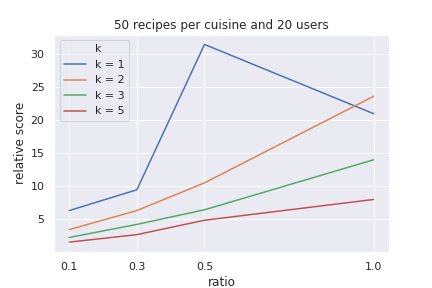 50 recipes per cuisine and 20 users
relative score
30
25
20
15
10
5
k
k = 1
k = 2
k = 3
k = 5
0.1 0.3 0.5 1.0
ratio